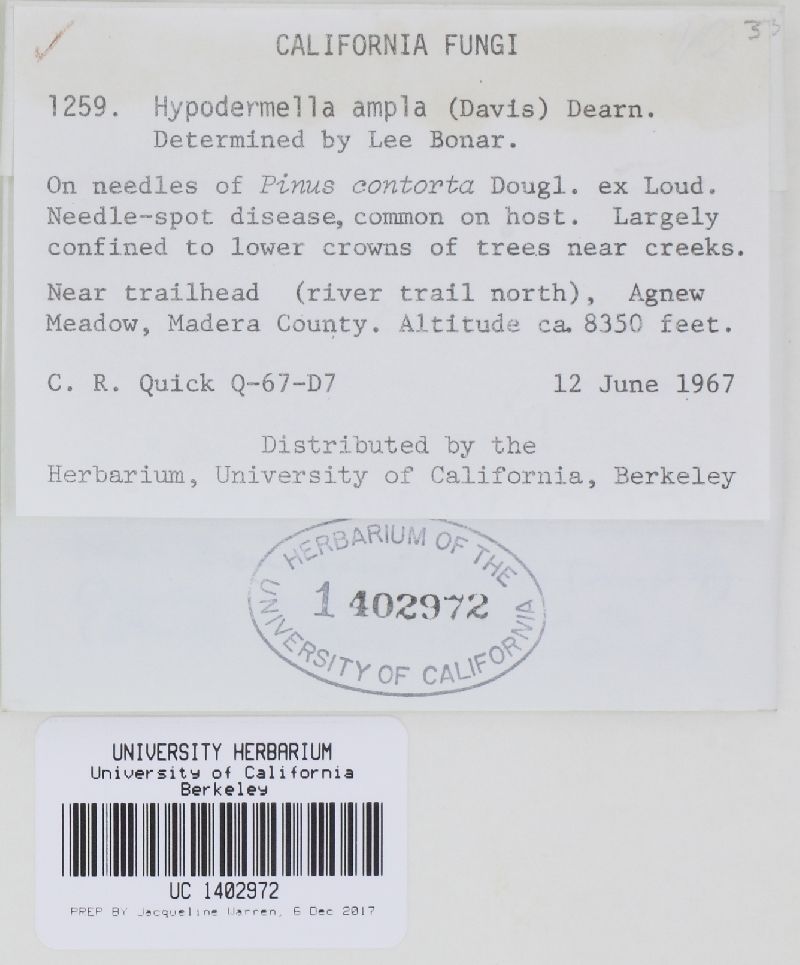 CALIFORNIA FUNGI
1259. Hypodermella ampla (Davis) Dearn.
Determined by Lee Bonar.
On needles of Pinus contorta Dougl. ex Loud.
Needle-spot disease, common on host. Largely
confined to lower crowns of trees near creeks.
Near trailhead (river trail north), Agnew
Meadow, Madera County. Altitude ca. 8350 feet.
C. R. Quick Q-67-D7 12 June 1967
Distributed by the
Herbarium, University of California, Berkeley
HERBARIUM OF THE
1 402972
UNIVERSITY OF CALIFORNIA
UNIVERSITY HERBARIUM
University of California
Berkeley
UC 1402972
PREP BY Jacqueline Warren, 6 Dec 2017